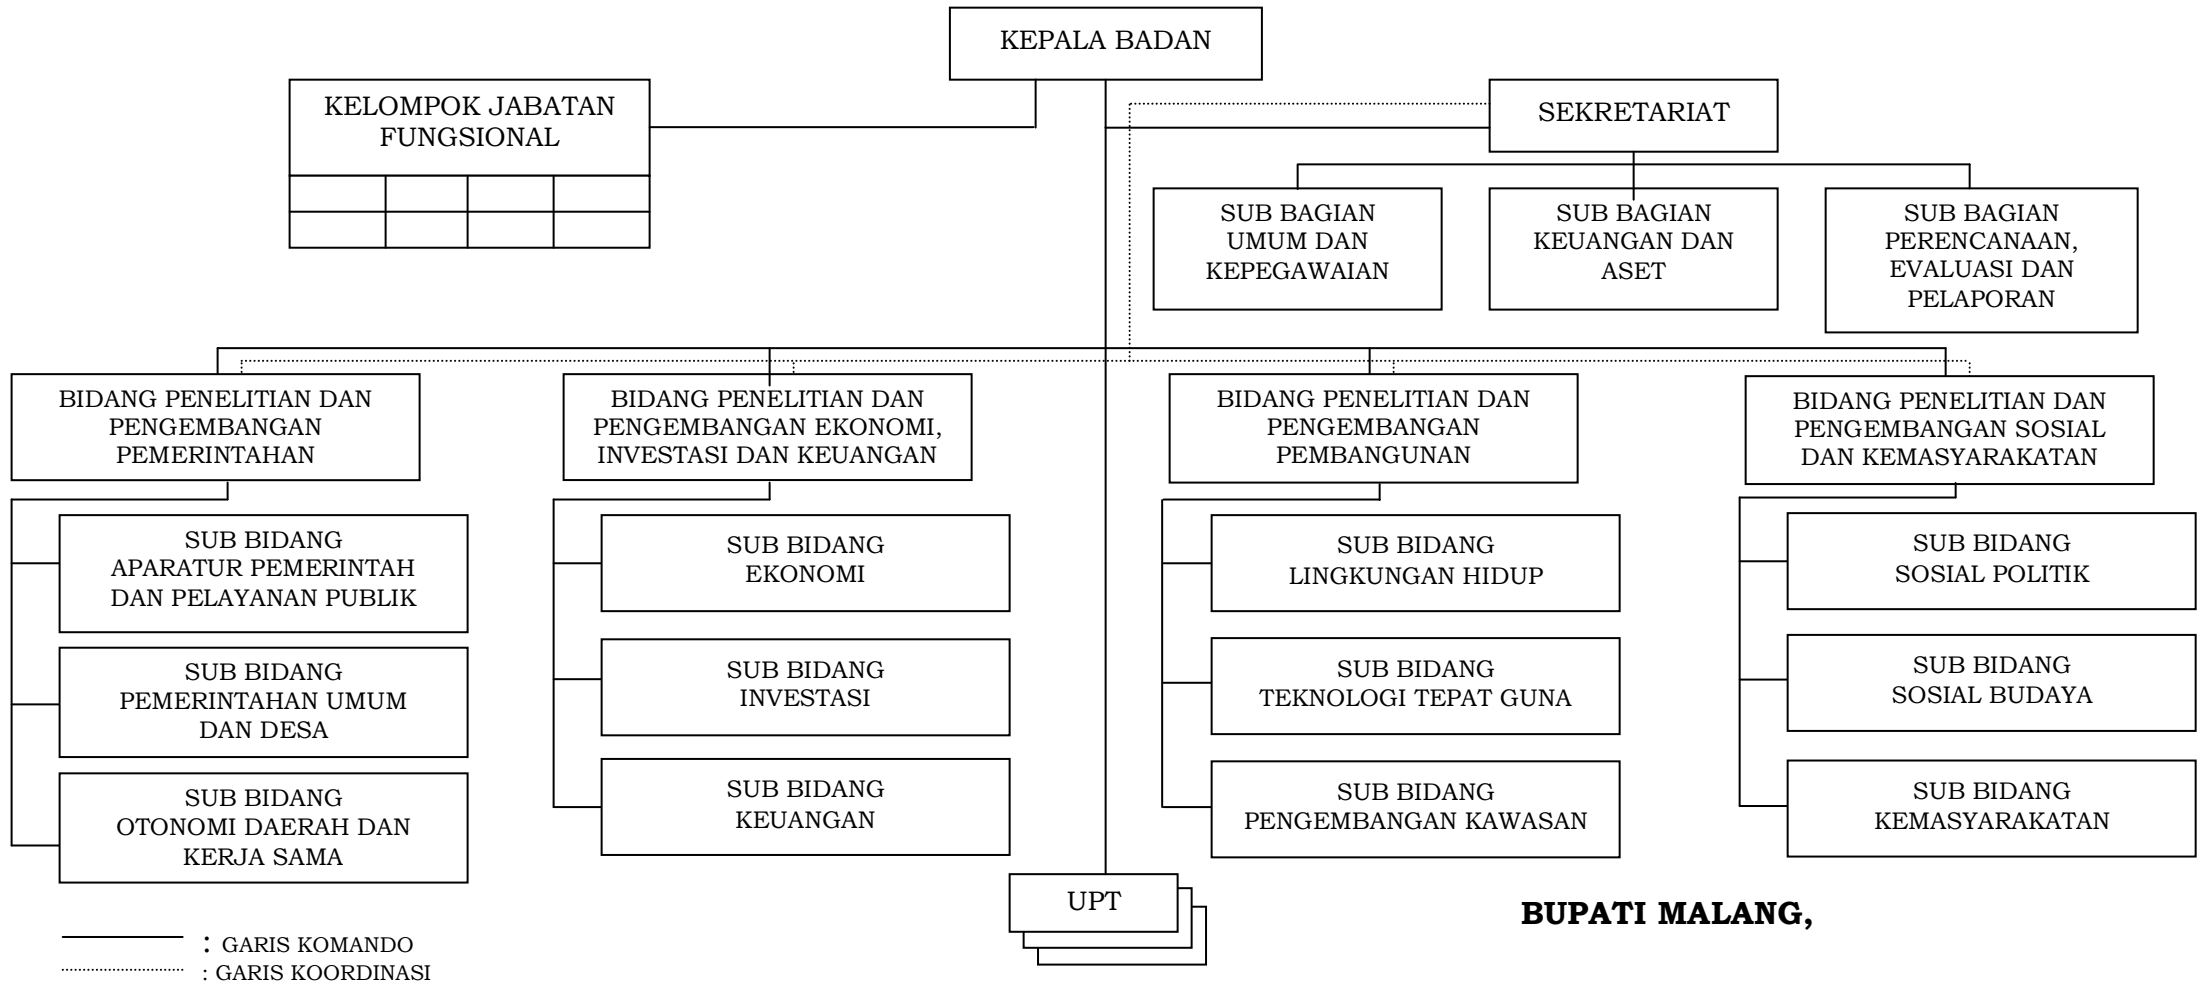 KEPALA BADAN
KELOMPOK JABATAN
FUNGSIONAL
SEKRETARIAT
SUB BAGIAN
UMUM DAN
KEPEGAWAIAN
SUB BAGIAN
KEUANGAN DAN
ASET
SUB BAGIAN
PERENCANAAN,
EVALUASI DAN
PELAPORAN
BIDANG PENELITIAN DAN
PENGEMBANGAN
PEMERINTAHAN
BIDANG PENELITIAN DAN
PENGEMBANGAN EKONOMI,
INVESTASI DAN KEUANGAN
BIDANG PENELITIAN DAN
PENGEMBANGAN
PEMBANGUNAN
BIDANG PENELITIAN DAN
PENGEMBANGAN SOSIAL
DAN KEMASYARAKATAN
SUB BIDANG
APARATUR PEMERINTAH
DAN PELAYANAN PUBLIK
SUB BIDANG
PEMERINTAHAN UMUM
DAN DESA
SUB BIDANG
OTONOMI DAERAH DAN
KERJA SAMA
SUB BIDANG
EKONOMI
SUB BIDANG
INVESTASI
SUB BIDANG
KEUANGAN
SUB BIDANG
LINGKUNGAN HIDUP
SUB BIDANG
TEKNOLOGI TEPAT GUNA
SUB BIDANG
PENGEMBANGAN KAWASAN
SUB BIDANG
SOSIAL POLITIK
SUB BIDANG
SOSIAL BUDAYA
SUB BIDANG
KEMASYARAKATAN
UPT
BUPATI MALANG,
: GARIS KOMANDO
: GARIS KOORDINASI